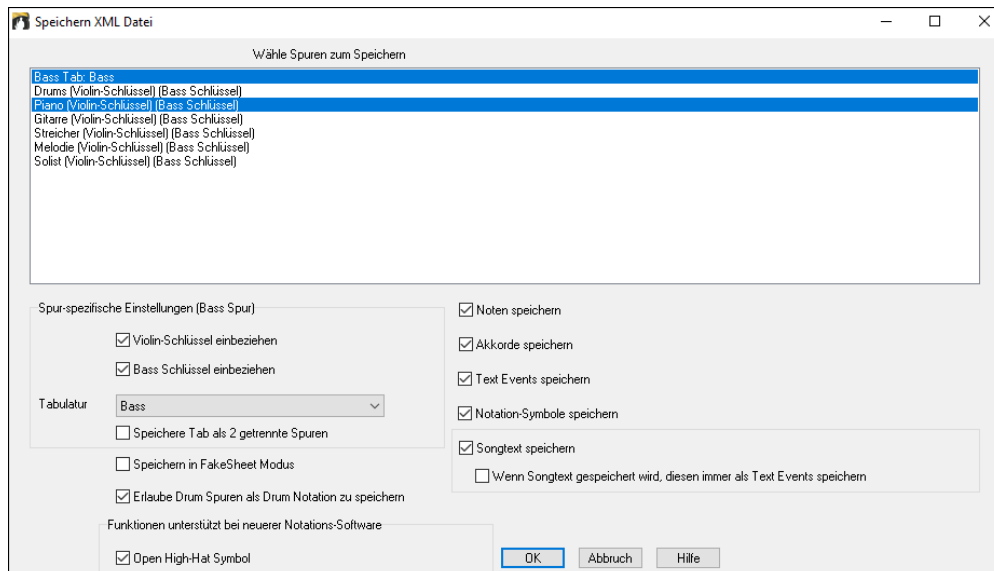 Speichern XML Datei
Wähle Spuren zum Speichern
Bass Tab: Bass
Drums (Violin-Schlüssel) (Bass Schlüssel)
Piano (Violin-Schlüssel) (Bass Schlüssel)
Gitarre (Violin-Schlüssel) (Bass Schlüssel)
Streicher (Violin-Schlüssel) (Bass Schlüssel)
Melodie (Violin-Schlüssel) (Bass Schlüssel)
Solist (Violin-Schlüssel) (Bass Schlüssel)
Spur-spezifische Einstellungen (Bass Spur)
Violin-Schlüssel einbeziehen
Bass Schlüssel einbeziehen
Tabulatur Bass
Speichere Tab als 2 getrennte Spuren
Speichern in FakeSheet Modus
Erlaube Drum Spuren als Drum Notation zu speichern
Funktionen unterstützt bei neuerer Notations-Software
Open High-Hat Symbol
Noten speichern
Akkorde speichern
Text Events speichern
Notation-Symbole speichern
Songtext speichern
Wenn Songtext gespeichert wird, diesen immer als Text Events speichern
OK Abbruch Hilfe